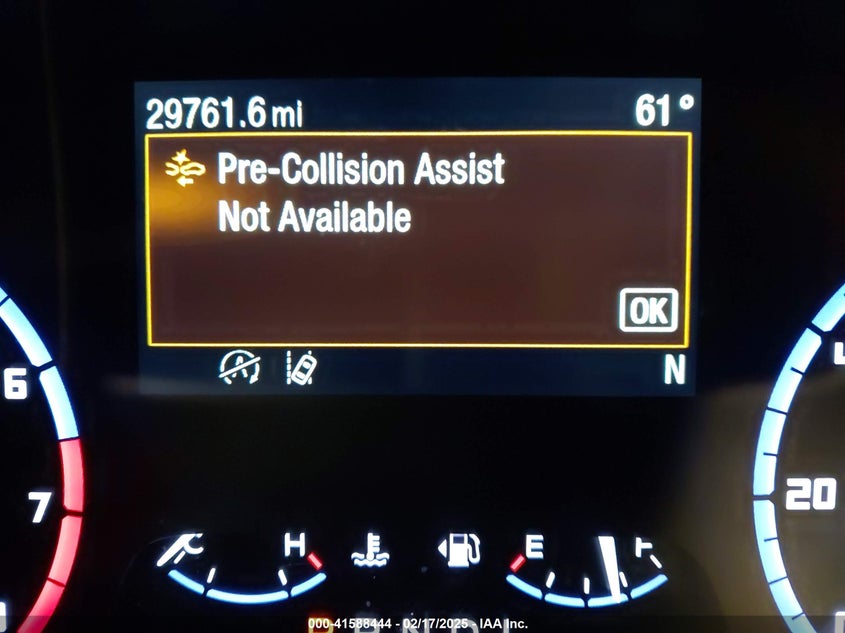 29761.6 mi 61°
Pre-Collision Assist
Not Available
OK
N
6
7
20
H
E
F
000-41588444 - 02/17/2025 - IAA Inc.